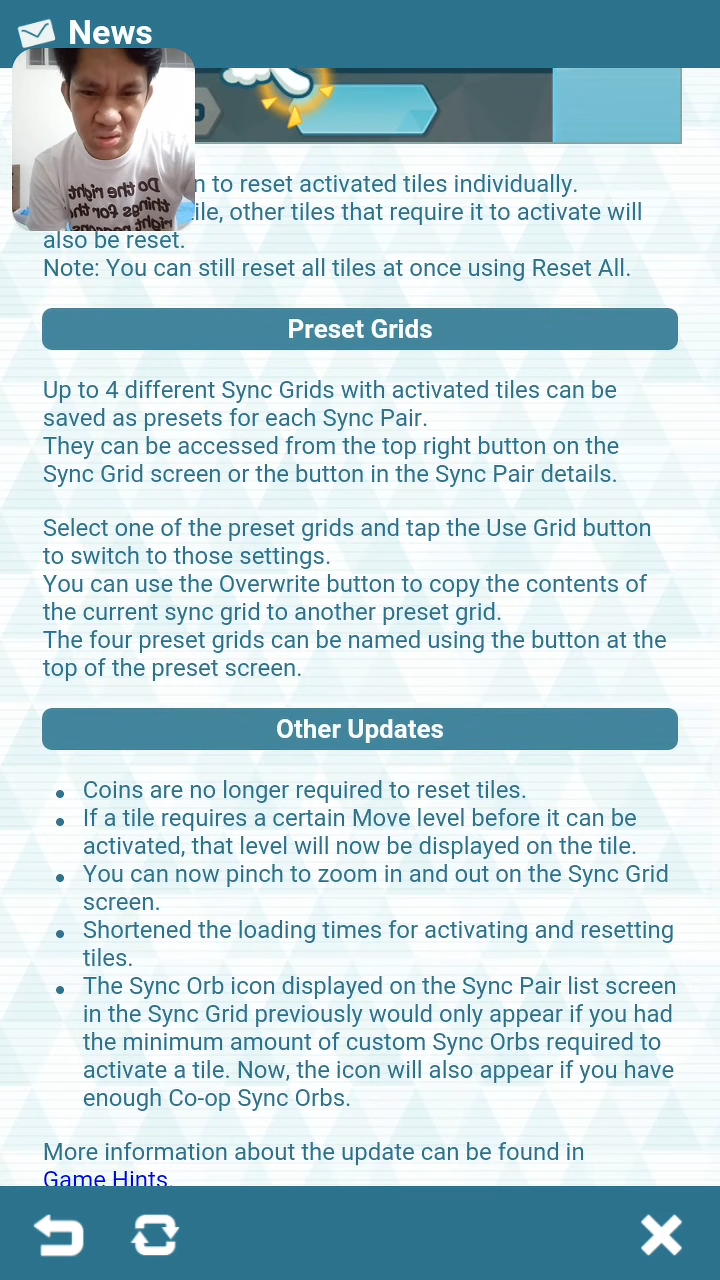 News
n to reset activated tiles individually.
ile, other tiles that require it to activate will
also be reset.
Note: You can still reset all tiles at once using Reset All.
Do the right
things for the
right
Preset Grids
Up to 4 different Sync Grids with activated tiles can be
saved as presets for each Sync Pair.
They can be accessed from the top right button on the
Sync Grid screen or the button in the Sync Pair details.
Select one of the preset grids and tap the Use Grid button
to switch to those settings.
You can use the Overwrite button to copy the contents of
the current sync grid to another preset grid.
The four preset grids can be named using the button at the
top of the preset screen.
Other Updates
• Coins are no longer required to reset tiles.
• If a tile requires a certain Move level before it can be
activated, that level will now be displayed on the tile.
• You can now pinch to zoom in and out on the Sync Grid
screen.
• Shortened the loading times for activating and resetting
tiles.
• The Sync Orb icon displayed on the Sync Pair list screen
in the Sync Grid previously would only appear if you had
the minimum amount of custom Sync Orbs required to
activate a tile. Now, the icon will also appear if you have
enough Co-op Sync Orbs.
More information about the update can be found in
Game Hints.